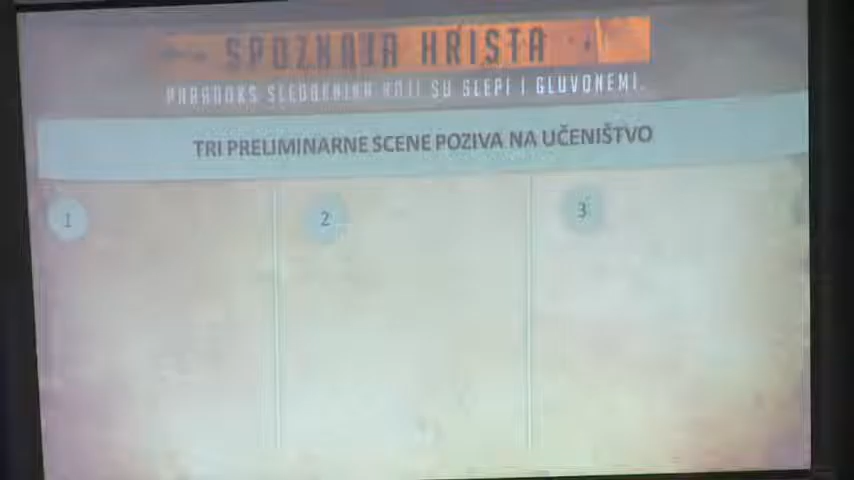 SPOZNAJA HRISTA
PARADOKS SLEDBENIKA KOJI SU SLEPI I GLUVONEMI.
TRI PRELIMINARNE SCENE POZIVA NA UČENIŠTVO
1
2
3